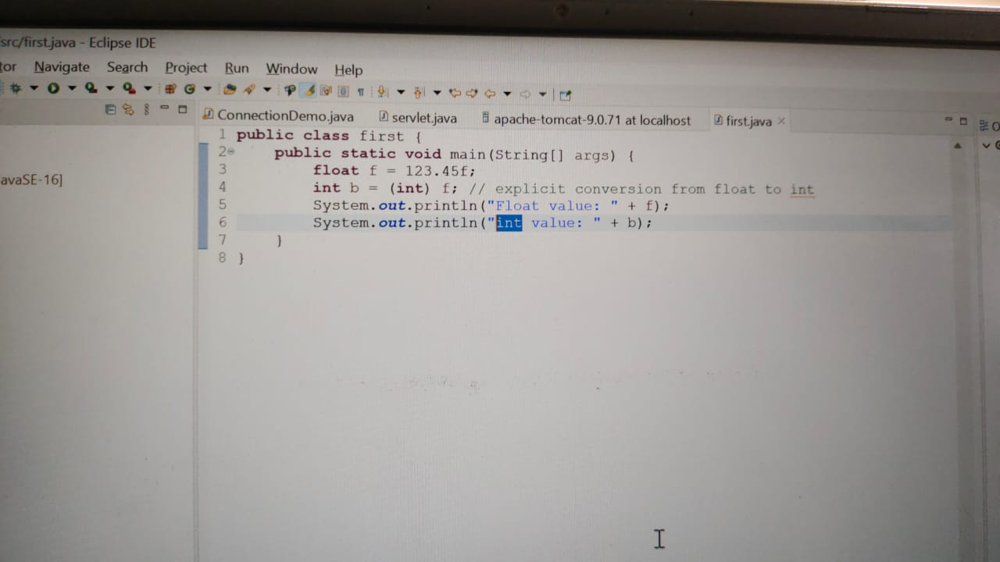 src/first.java - Eclipse IDE
tor Navigate Search Project Run Window Help
ConnectionDemo.java servlet.java apache-tomcat-9.0.71 at localhost first.java
1 public class first {
2 public static void main(String[] args) {
3 float f = 123.45f;
4 int b = (int) f; // explicit conversion from float to int
5 System.out.println("Float value: " + f);
6 System.out.println("int value: " + b);
7 }
8 }
avaSE-16]